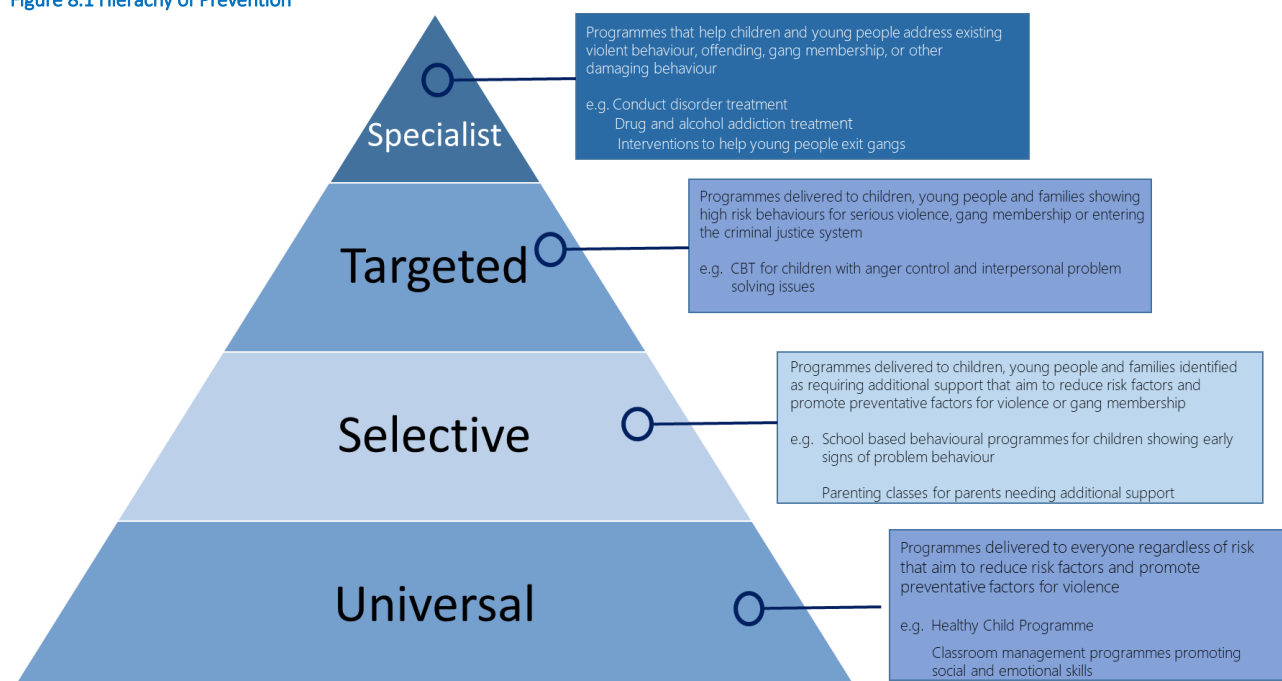 Figure 8.1 Hierachy of Prevention
Programmes that help children and young people address existing
violent behaviour, offending, gang membership, or other
damaging behaviour
e.g. Conduct disorder treatment
Drug and alcohol addiction treatment
Interventions to help young people exit gangs
Specialist
Programmes delivered to children, young people and families showing
high risk behaviours for serious violence, gang membership or entering
the criminal justice system
e.g. CBT for children with anger control and interpersonal problem
solving issues
Targeted
Programmes delivered to children, young people and families identified
as requiring additional support that aim to reduce risk factors and
promote preventative factors for violence or gang membership
e.g. School based behavioural programmes for children showing early
signs of problem behaviour
Parenting classes for parents needing additional support
Selective
Programmes delivered to everyone regardless of risk
that aim to reduce risk factors and promote
preventative factors for violence
e.g. Healthy Child Programme
Classroom management programmes promoting
social and emotional skills
Universal